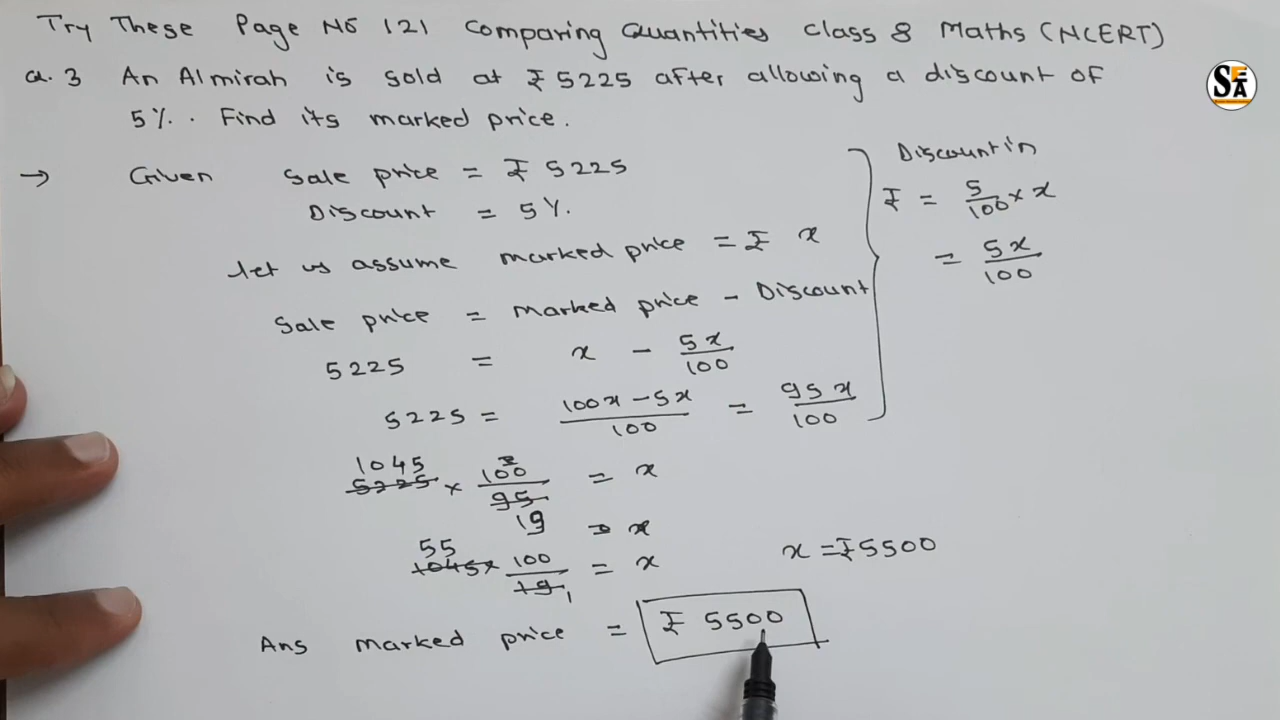 Try These Page No 121 Comparing Quantities Class 8 Maths (NCERT)
Q. 3 An Almirah is sold at ₹ 5225 after allowing a discount of
5%. Find its marked price.
→ Given Sale price = ₹ 5225
Discount = 5%.
let us assume marked price = ₹ x
Sale price = marked price - Discount
5225 = x - 5x/100
5225 = 100x - 5x/100 = 95x/100
Discount in
₹ = 5/100 × x
= 5x/100
1045
5225 × 100/95 = x
19 = x
55
1045 × 100/19 = x
1
x = ₹5500
Ans marked price = ₹ 5500
SFA